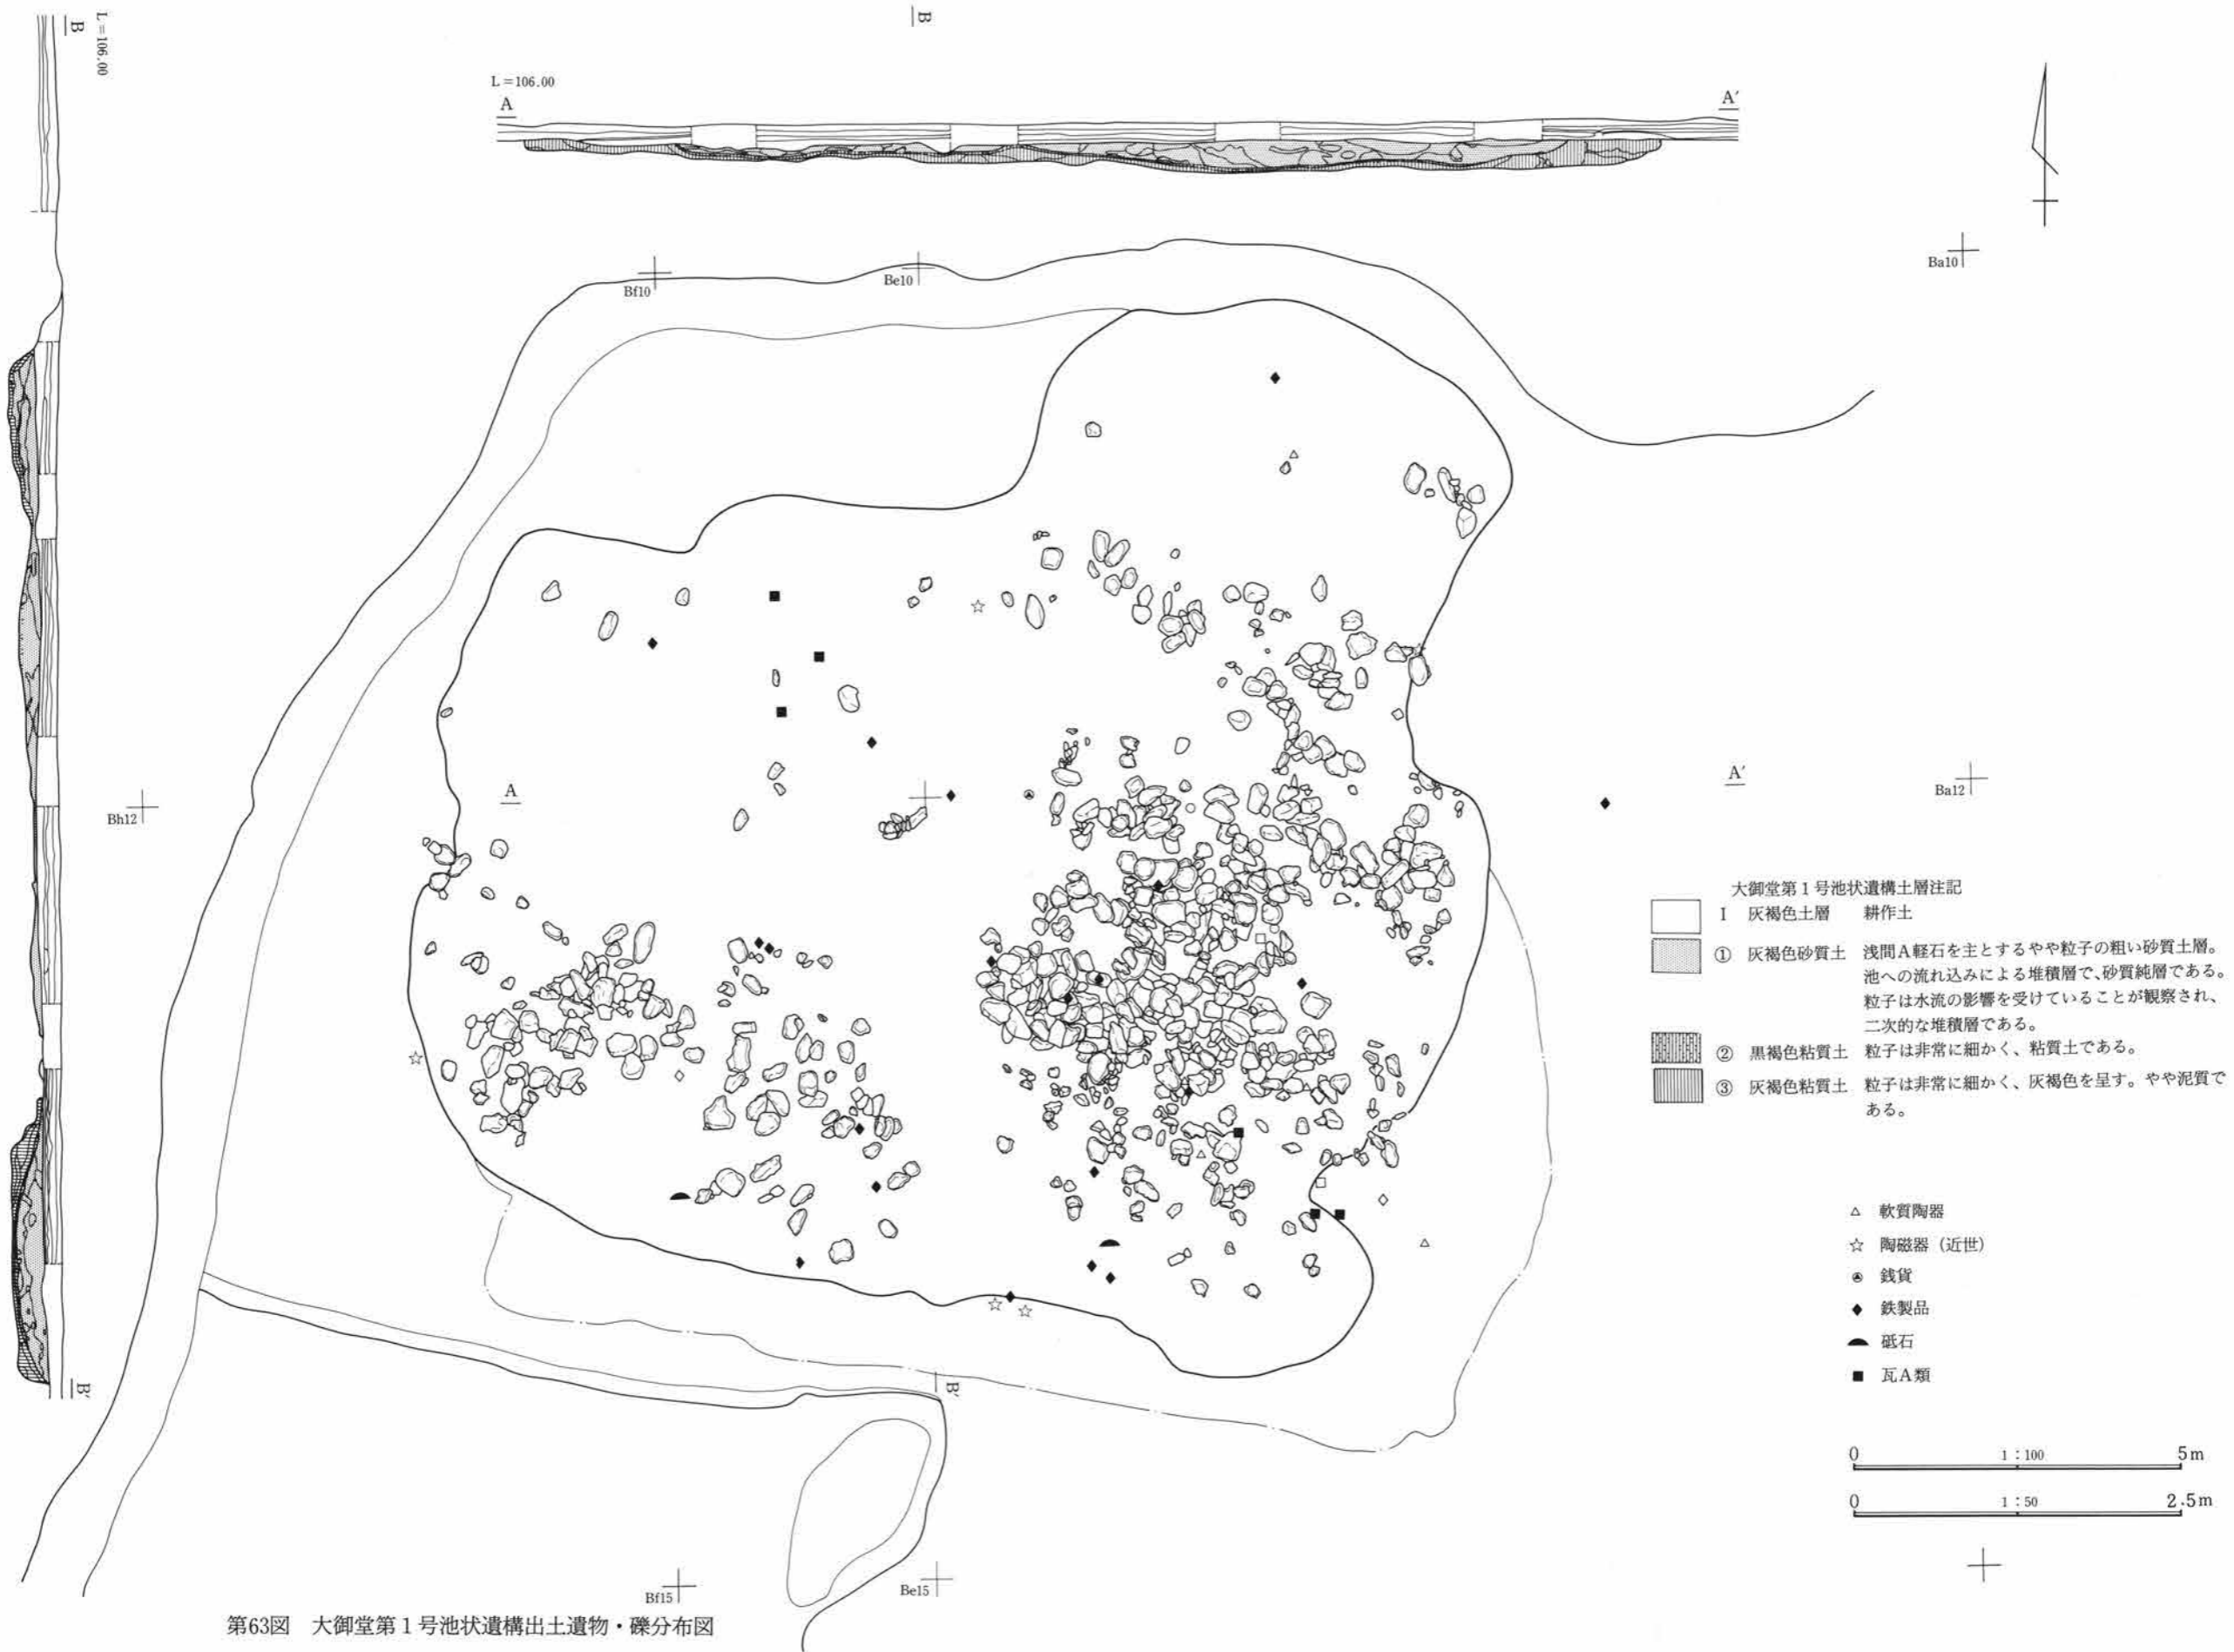 B
L=106.00
B
L=106.00
A
A′
Ba10
Bf10
Be10
A
A′
Ba12
Bh12
大御堂第1号池状遺構土層注記
I 灰褐色土層 耕作土
① 灰褐色砂質土 浅間A軽石を主とするやや粒子の粗い砂質土層。
池への流れ込みによる堆積層で、砂質純層である。
粒子は水流の影響を受けていることが観察され、
二次的な堆積層である。
② 黒褐色粘質土 粒子は非常に細かく、粘質土である。
③ 灰褐色粘質土 粒子は非常に細かく、灰褐色を呈す。やや泥質で
ある。
△ 軟質陶器
☆ 陶磁器（近世）
銭貨
◆ 鉄製品
砥石
■ 瓦A類
B′
B′
0 1：100 5m
0 1：50 2.5m
Bf15
Be15
第63図 大御堂第1号池状遺構出土遺物・礫分布図